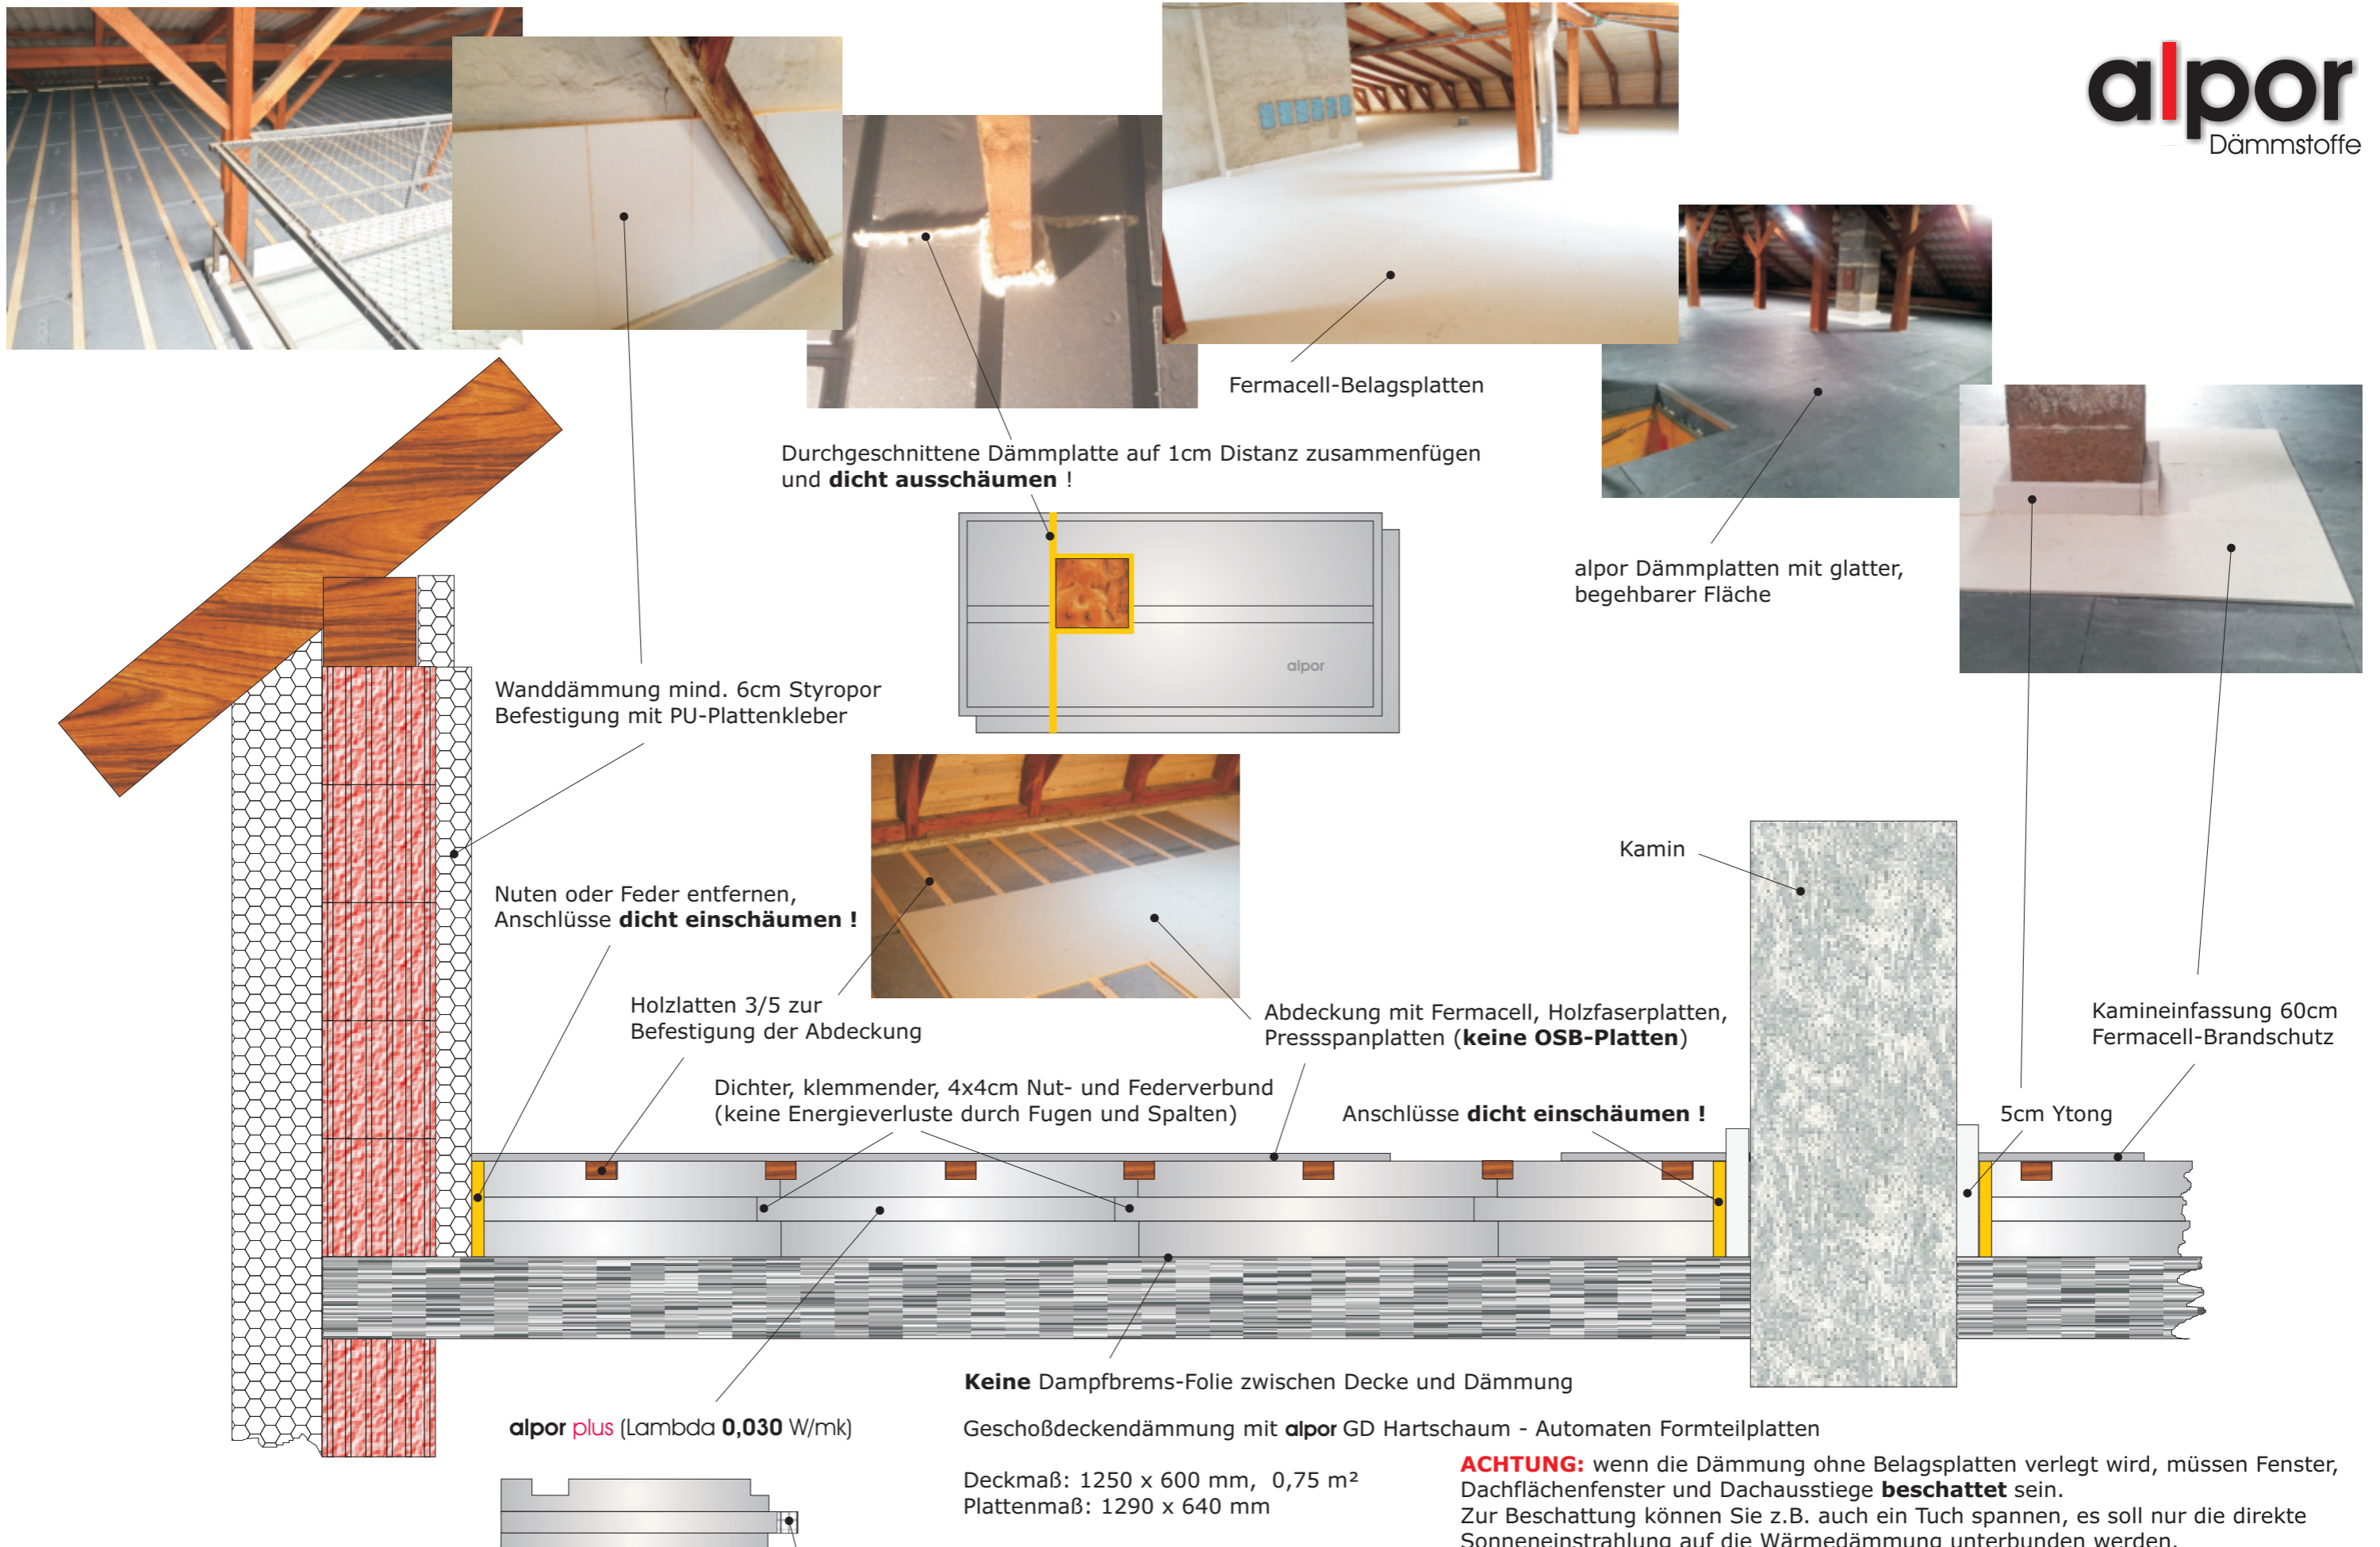 alpor
Dämmstoffe
Fermacell-Belagsplatten
Durchgeschnittene Dämmplatte auf 1cm Distanz zusammenfügen
und dicht ausschäumen !
alpor Dämmplatten mit glatter,
begehbarer Fläche
alpor
Wanddämmung mind. 6cm Styropor
Befestigung mit PU-Plattenkleber
Kamin
Nuten oder Feder entfernen,
Anschlüsse dicht einschäumen !
Holzlatten 3/5 zur
Befestigung der Abdeckung
Abdeckung mit Fermacell, Holzfaserplatten,
Pressspanplatten (keine OSB-Platten)
Kamineinfassung 60cm
Fermacell-Brandschutz
Dichter, klemmender, 4x4cm Nut- und Federverbund
(keine Energieverluste durch Fugen und Spalten)
Anschlüsse dicht einschäumen !
5cm Ytong
Keine Dampfbrems-Folie zwischen Decke und Dämmung
alpor plus (Lambda 0,030 W/mk)
Geschoßdeckendämmung mit alpor GD Hartschaum - Automaten Formteilplatten
Deckmaß: 1250 x 600 mm, 0,75 m²
Plattenmaß: 1290 x 640 mm
ACHTUNG: wenn die Dämmung ohne Belagsplatten verlegt wird, müssen Fenster,
Dachflächenfenster und Dachausstiege beschattet sein.
Zur Beschattung können Sie z.B. auch ein Tuch spannen, es soll nur die direkte
Sonneneinstrahlung auf die Wärmedämmung unterbunden werden.